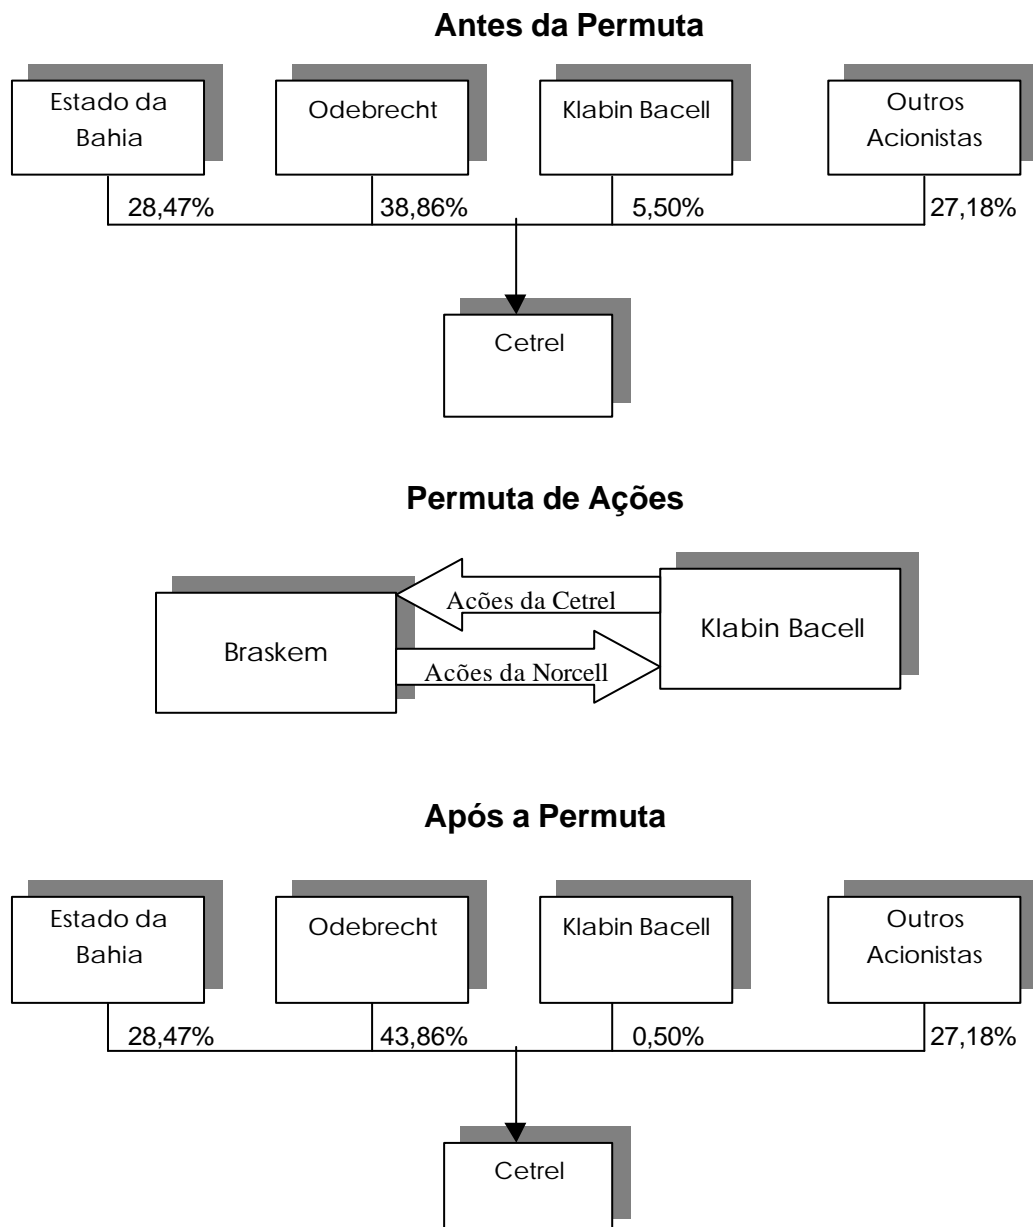 Antes da Permuta
Estado da
Bahia
Odebrecht
Klabin Bacell
Outros
Acionistas
28,47%
38,86%
5,50%
27,18%
Cetrel
Permuta de Ações
Braskem
Acões da Cetrel
Acões da Norcell
Klabin Bacell
Após a Permuta
Estado da
Bahia
Odebrecht
Klabin Bacell
Outros
Acionistas
28,47%
43,86%
0,50%
27,18%
Cetrel